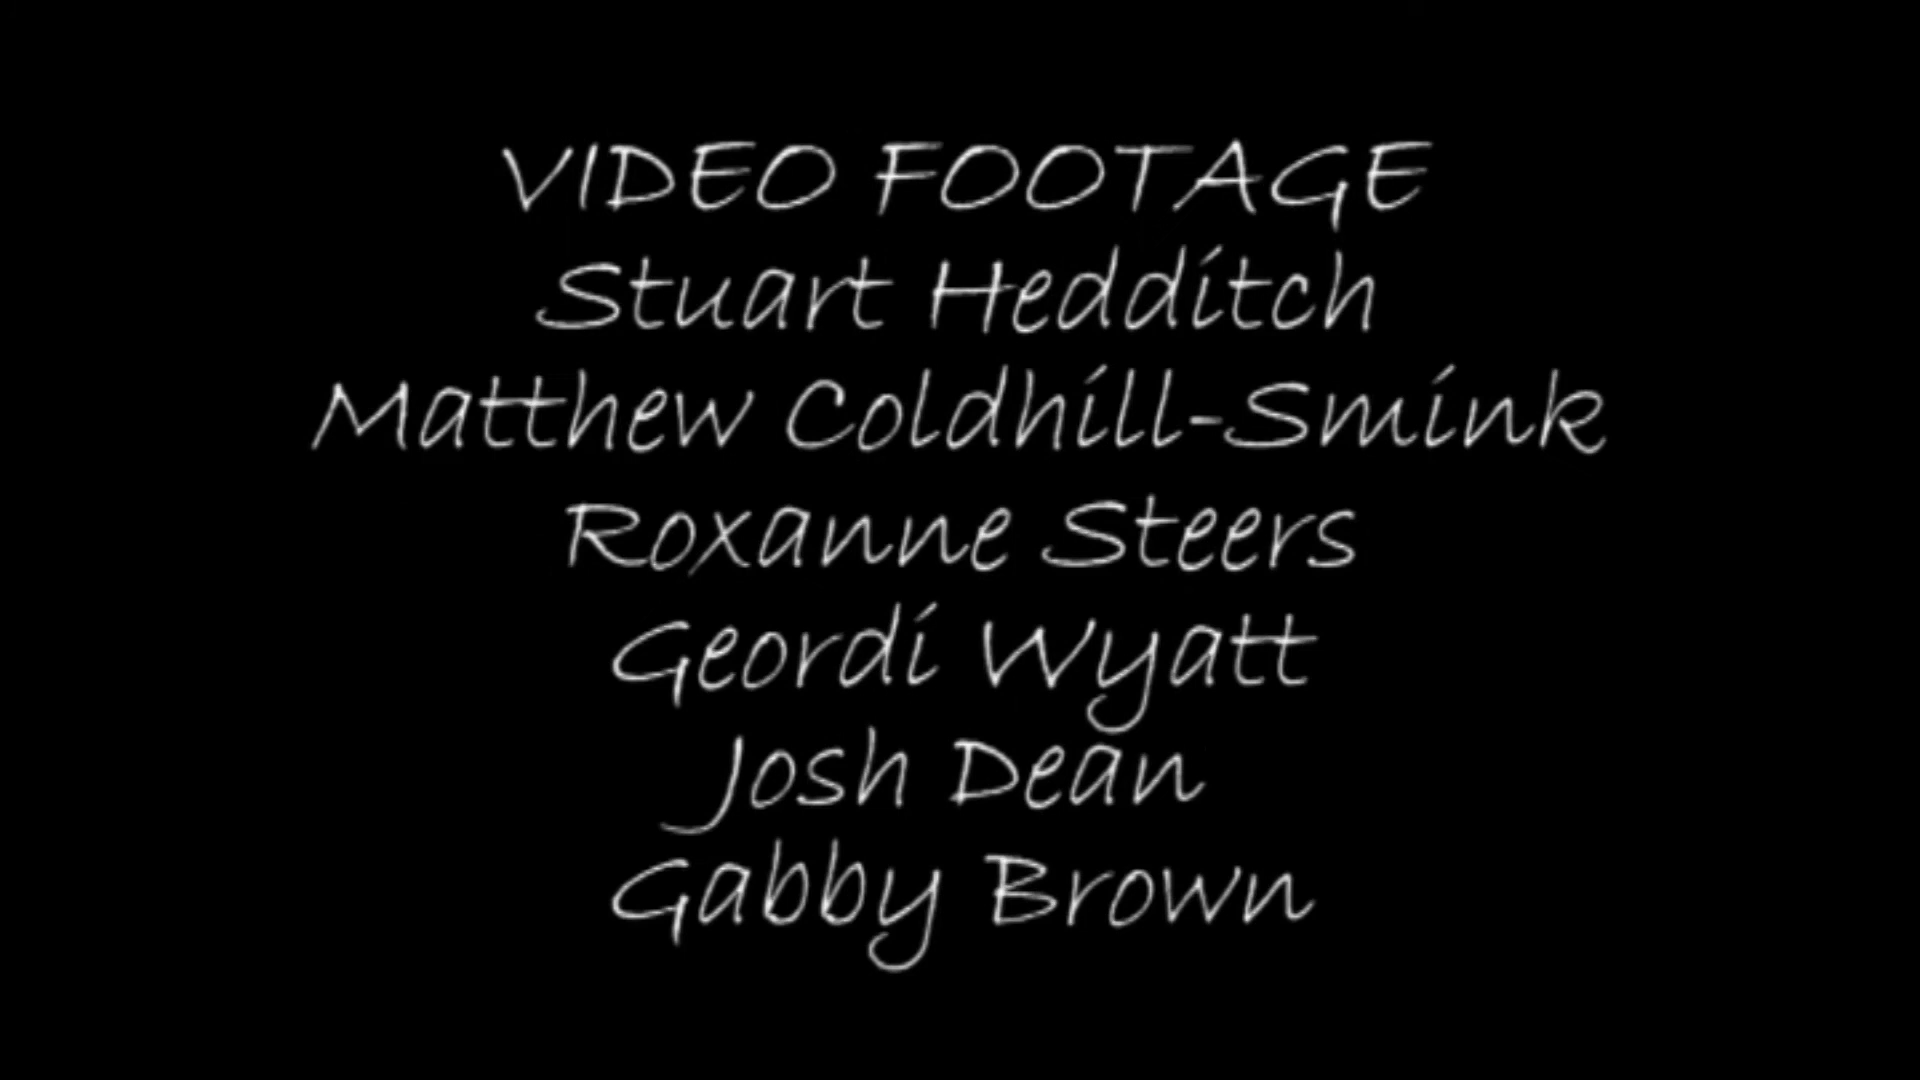 VIDEO FOOTAGE
Stuart Hedditch
Matthew Coldhill-Smink
Roxanne Steers
Geordi Wyatt
Josh Dean
Gabby Brown